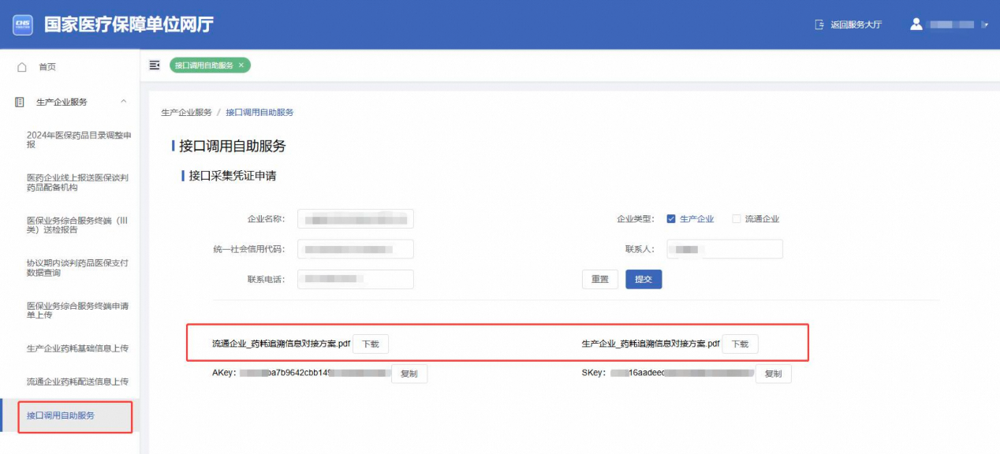 CHS
国家医疗保障单位网厅
返回服务大厅
首页
生产企业服务
2024年医保药品目录调整申
报
医药企业线上报送医保谈判
药品配备机构
医保业务综合服务终端（III
类）送检报告
协议期内谈判药品医保支付
数据查询
医保业务综合服务终端申请
单上传
生产企业药耗基础信息上传
流通企业药耗配送信息上传
接口调用自助服务
接口调用自助服务 ×
生产企业服务 / 接口调用自助服务
接口调用自助服务
接口采集凭证申请
企业名称：
企业类型： 生产企业 流通企业
统一社会信用代码：
联系人：
联系电话：
重置 提交
流通企业_药耗追溯信息对接方案.pdf 下载
生产企业_药耗追溯信息对接方案.pdf 下载
AKey： ba7b9642cbb149 复制
SKey： 16aadeed 复制